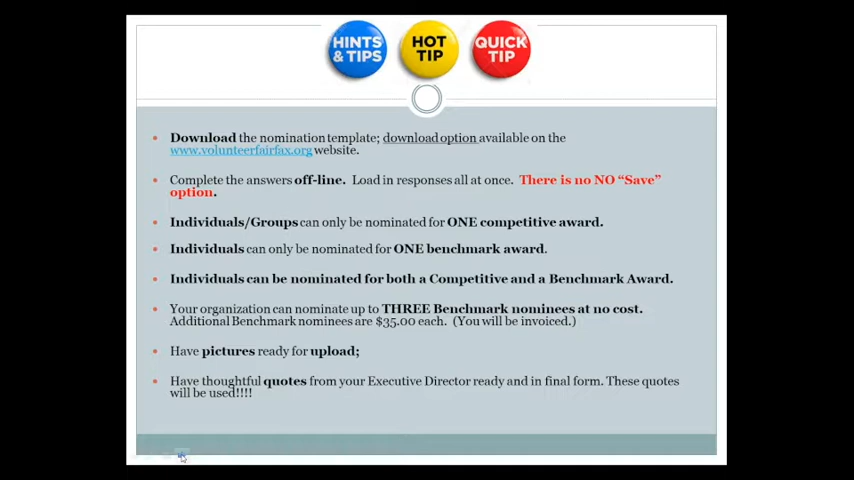 HINTS
& TIPS
HOT
TIP
QUICK
TIP
Download the nomination template; download option available on the
www.volunteerfairfax.org website.
Complete the answers off-line. Load in responses all at once. There is no NO “Save”
option.
Individuals/Groups can only be nominated for ONE competitive award.
Individuals can only be nominated for ONE benchmark award.
Individuals can be nominated for both a Competitive and a Benchmark Award.
Your organization can nominate up to THREE Benchmark nominees at no cost.
Additional Benchmark nominees are $35.00 each. (You will be invoiced.)
Have pictures ready for upload;
Have thoughtful quotes from your Executive Director ready and in final form. These quotes
will be used!!!!